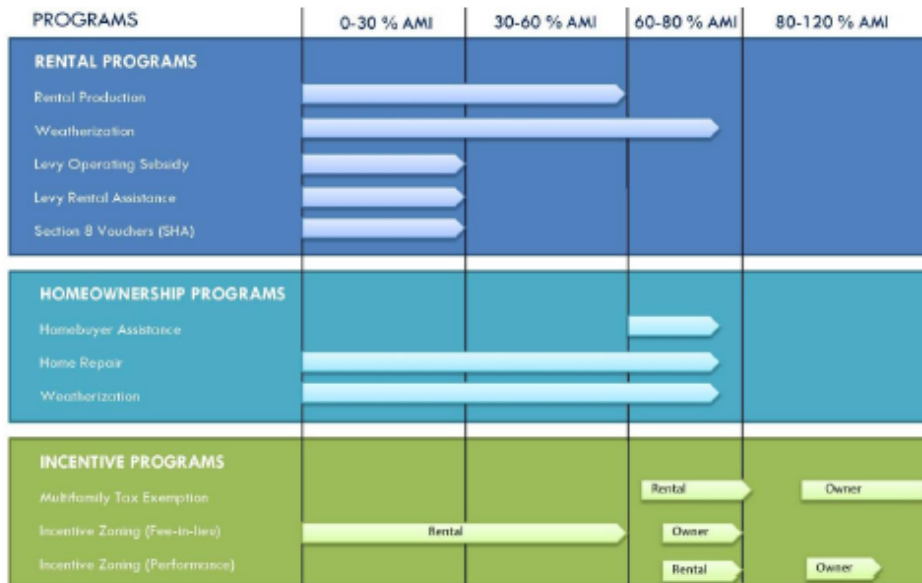 PROGRAMS 0-30 % AMI 30-60 % AMI 60-80 % AMI 80-120 % AMI
RENTAL PROGRAMS
Rental Production
Weatherization
Levy Operating Subsidy
Levy Rental Assistance
Section 8 Vouchers (SHA)
HOMEOWNERSHIP PROGRAMS
Homebuyer Assistance
Home Repair
Weatherization
INCENTIVE PROGRAMS
Multifamily Tax Exemption Rental Owner
Incentive Zoning (Fee-in-lieu) Rental Owner
Incentive Zoning (Performance) Rental Owner